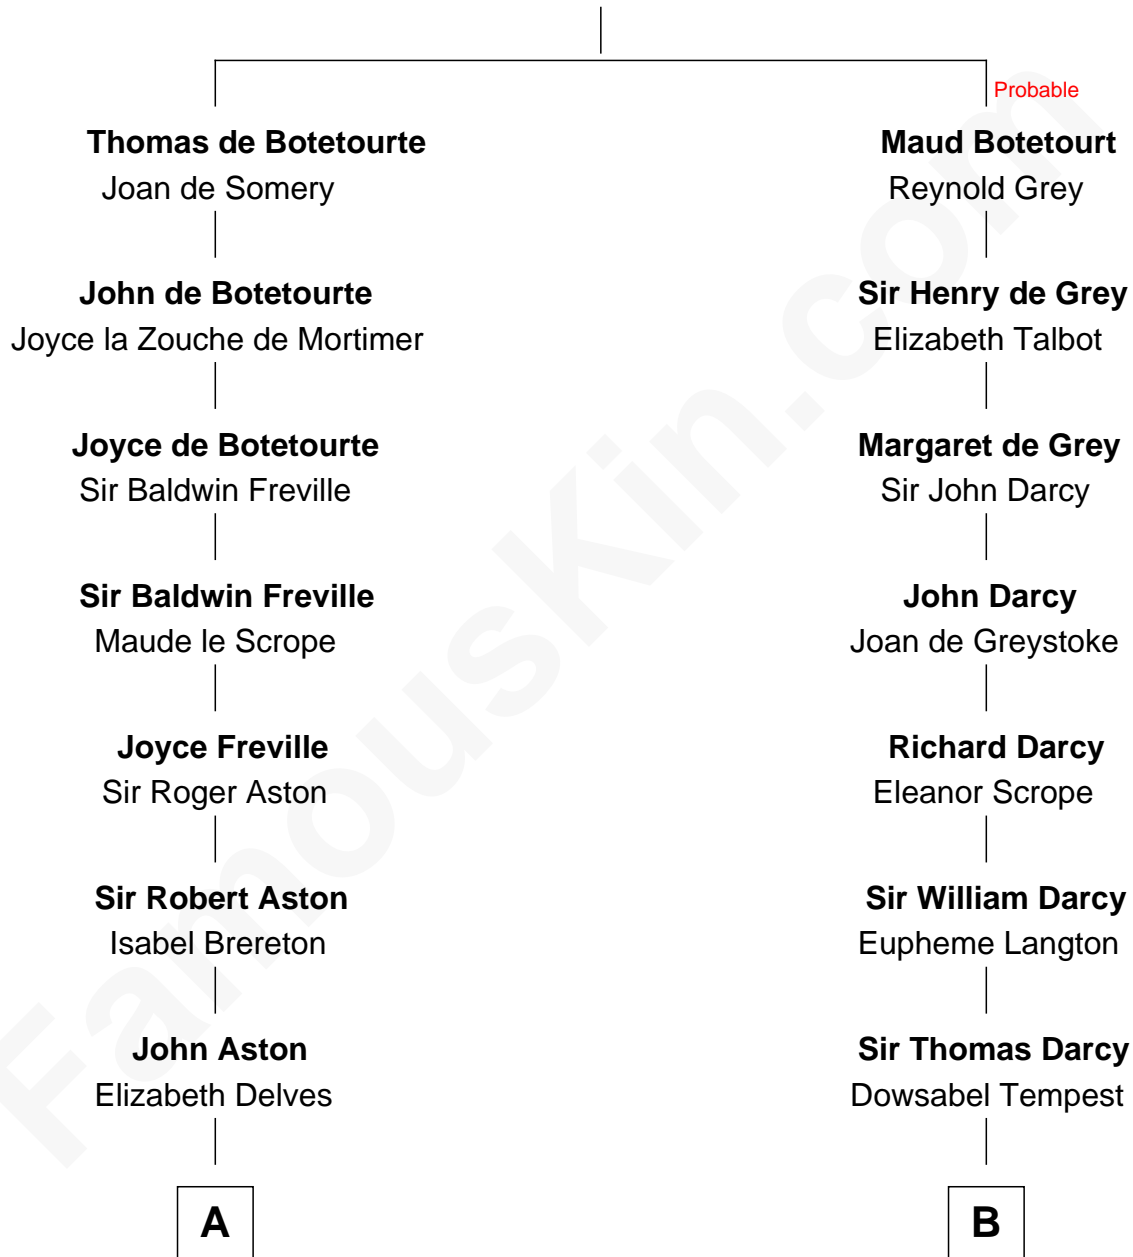 Probable
Thomas de Botetourte
Joan de Somery
Maud Botetourt
Reynold Grey
John de Botetourte
Joyce la Zouche de Mortimer
Sir Henry de Grey
Elizabeth Talbot
Joyce de Botetourte
Sir Baldwin Freville
Margaret de Grey
Sir John Darcy
Sir Baldwin Freville
Maude le Scrope
John Darcy
Joan de Greystoke
Joyce Freville
Sir Roger Aston
Richard Darcy
Eleanor Scrope
Sir Robert Aston
Isabel Brereton
Sir William Darcy
Eupheme Langton
John Aston
Elizabeth Delves
Sir Thomas Darcy
Dowsabel Tempest
A
B
FamousKin.com